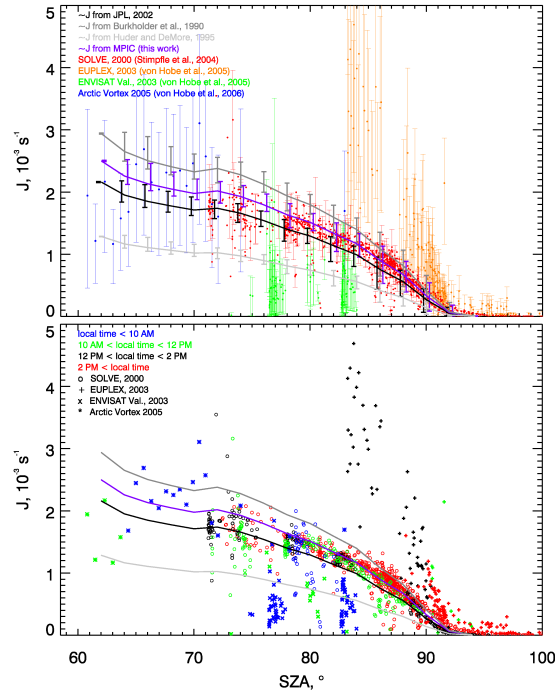 ~J from JPL, 2002
~J from Burkholder et al., 1990
~J from Huder and DeMore, 1995
~J from MPIC (this work)
SOLVE, 2000 (Stimpfle et al., 2004)
EUPLEX, 2003 (von Hobe et al., 2005)
ENVISAT Val., 2003 (von Hobe et al., 2005)
Arctic Vortex 2005 (von Hobe et al., 2006)
5
4
3
2
1
0
J, 10⁻³ s⁻¹
local time < 10 AM
10 AM < local time < 12 PM
12 PM < local time < 2 PM
2 PM < local time
SOLVE, 2000
EUPLEX, 2003
ENVISAT Val., 2003
Arctic Vortex 2005
5
4
3
2
1
0
J, 10⁻³ s⁻¹
60 70 80 90 100
SZA, °